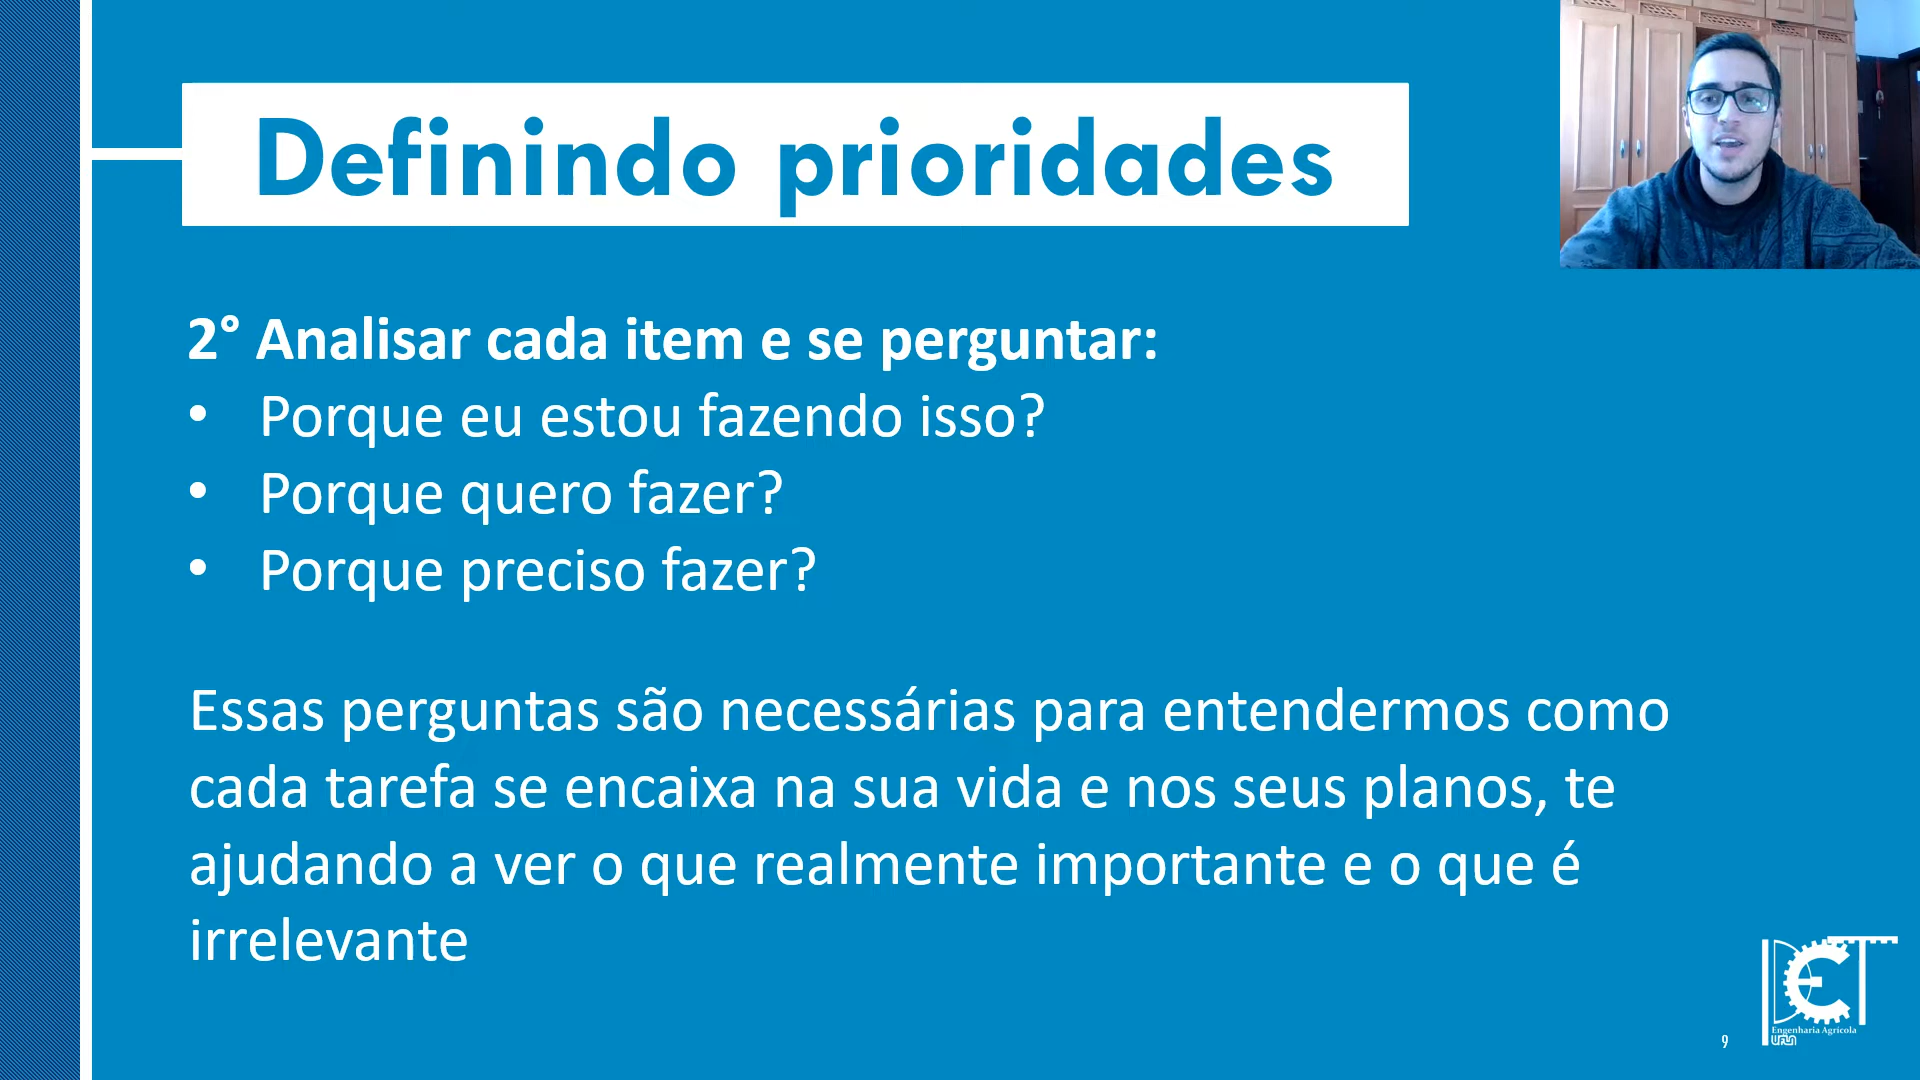 Definindo prioridades
2° Analisar cada item e se perguntar:
• Porque eu estou fazendo isso?
• Porque quero fazer?
• Porque preciso fazer?
Essas perguntas são necessárias para entendermos como
cada tarefa se encaixa na sua vida e nos seus planos, te
ajudando a ver o que realmente importante e o que é
irrelevante
9
PET
Engenharia Agrícola